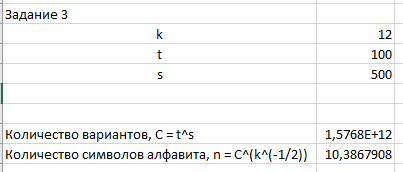 Задание 3
k 12
t 100
s 500
Количество вариантов, C = t^s 1,5768E+12
Количество символов алфавита, n = C^(k^(-1/2)) 10,3867908